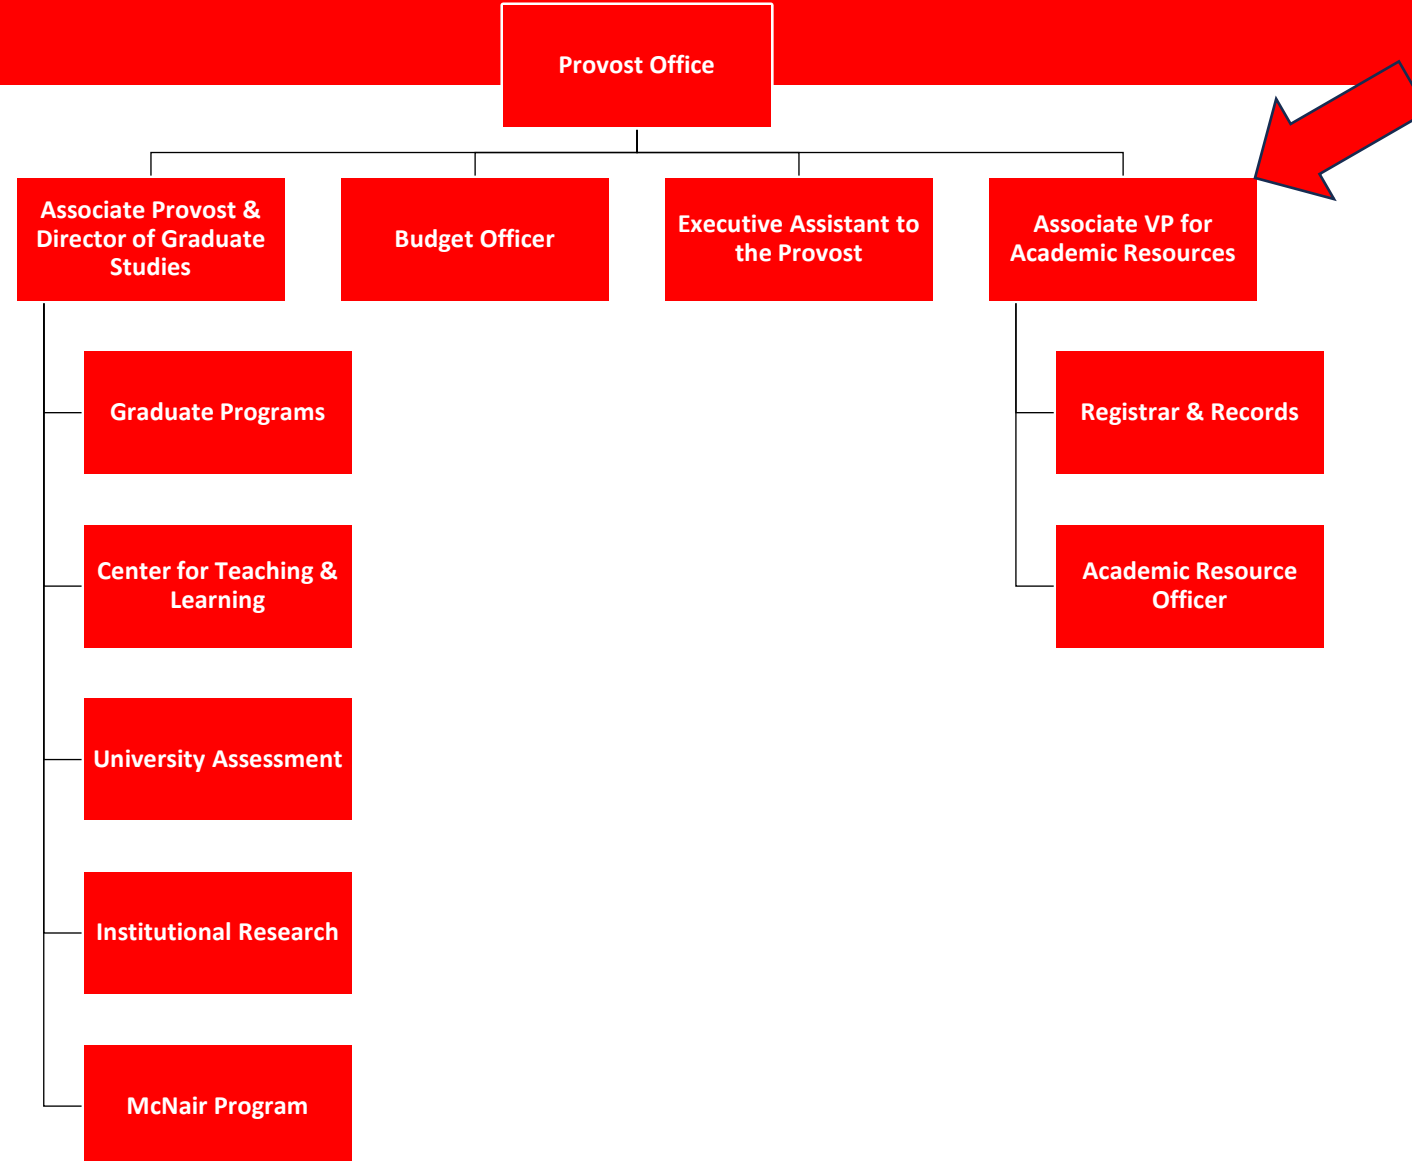 Provost Office
Associate Provost &
Director of Graduate
Studies
Budget Officer
Executive Assistant to
the Provost
Associate VP for
Academic Resources
Graduate Programs
Registrar & Records
Center for Teaching &
Learning
Academic Resource
Officer
University Assessment
Institutional Research
McNair Program